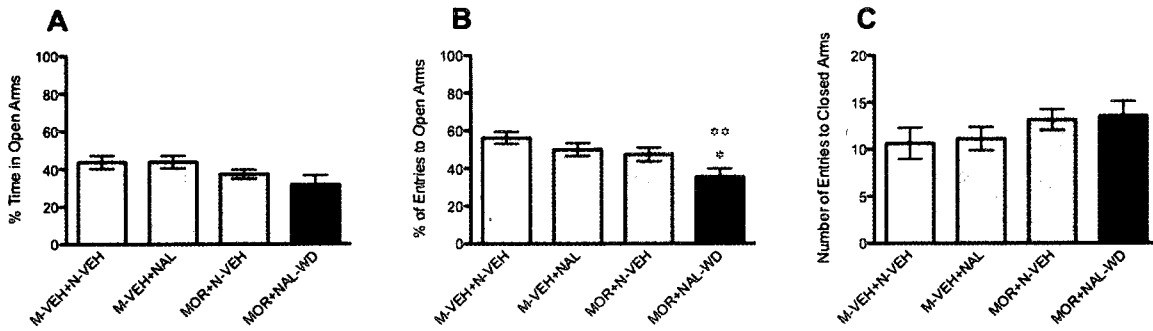 A
% Time in Open Arms
100
80
60
40
20
0
M-VEH+N-VEH
M-VEH+NAL
MOR+N-VEH
MOR+NAL-WD
B
% of Entries to Open Arms
100
80
60
40
20
0
**
*
M-VEH+N-VEH
M-VEH+NAL
MOR+N-VEH
MOR+NAL-WD
C
Number of Entries to Closed Arms
20
15
10
5
0
M-VEH+N-VEH
M-VEH+NAL
MOR+N-VEH
MOR+NAL-WD